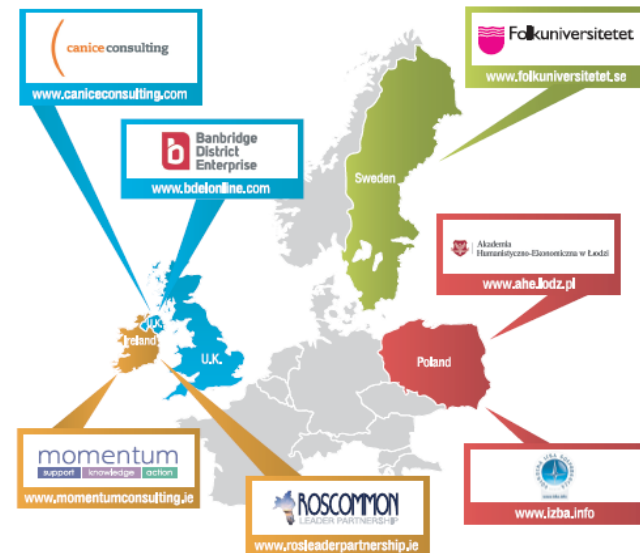 canice consulting
www.caniceconsulting.com
Folkuniversitetet
www.folkuniversitetet.se
Banbridge
District
Enterprise
www.bdelonline.com
Sweden
Akademia
Humanistyczno-Ekonomiczna w Łodzi
www.ahe.lodz.pl
U.K.
Ireland
U.K.
Poland
momentum
support knowledge action
www.momentumconsulting.ie
ROSCOMMON
LEADER PARTNERSHIP
www.rosleaderpartnership.ie
www.izba.info